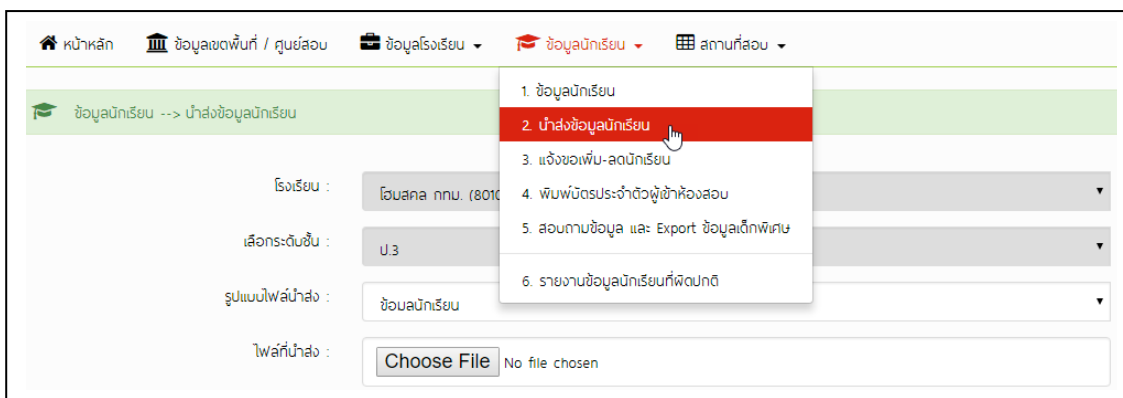 หน้าหลัก ข้อมูลเขตพื้นที่ / ศูนย์สอบ ข้อมูลโรงเรียน ข้อมูลนักเรียน สถานที่สอบ
1. ข้อมูลนักเรียน
ข้อมูลนักเรียน --> นำส่งข้อมูลนักเรียน
2. นำส่งข้อมูลนักเรียน
3. แจ้งขอเพิ่ม-ลดนักเรียน
4. พิมพ์บัตรประจำตัวผู้เข้าห้องสอบ
5. สอบถามข้อมูล และ Export ข้อมูลเด็กพิเศษ
6. รายงานข้อมูลนักเรียนที่ผิดปกติ
โรงเรียน : โฮมสคูล กทม. (8010
เลือกระดับชั้น : ป.3
รูปแบบไฟล์นำส่ง : ข้อมูลนักเรียน
ไฟล์ที่นำส่ง : Choose File No file chosen